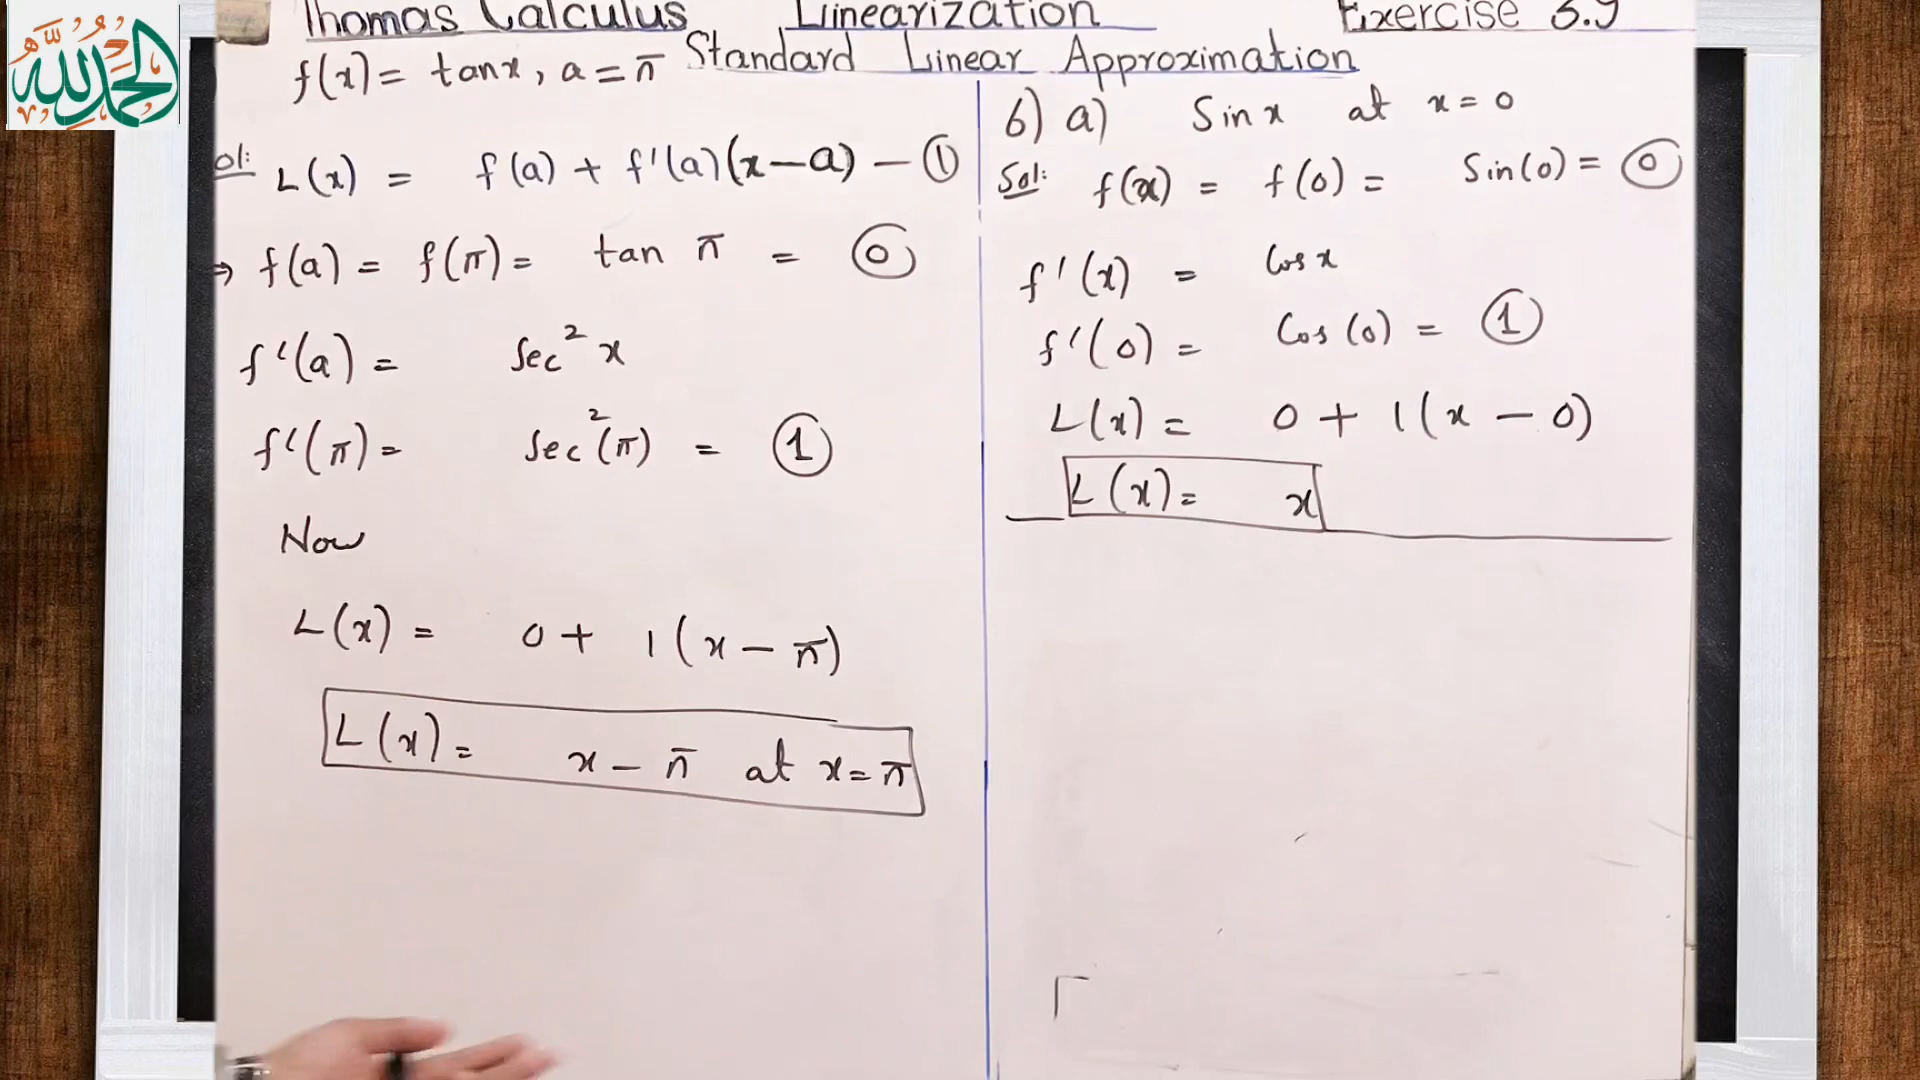 الحمد لله
Thomas Calculus Linearization Exercise 3.9
Standard Linear Approximation
f(x) = tanx, a = π
ol:
L(x) = f(a) + f'(a)(x-a) - ①
⇒ f(a) = f(π) = tan π = 0
f'(a) = Sec² x
f'(π) = Sec²(π) = 1
Now
L(x) = 0 + 1(x - π)
L(x) = x - π at x = π
6) a) Sin x at x = 0
Sol: f(x) = f(0) = Sin(0) = 0
f'(x) = Cos x
f'(0) = Cos(0) = 1
L(x) = 0 + 1(x - 0)
L(x) = x